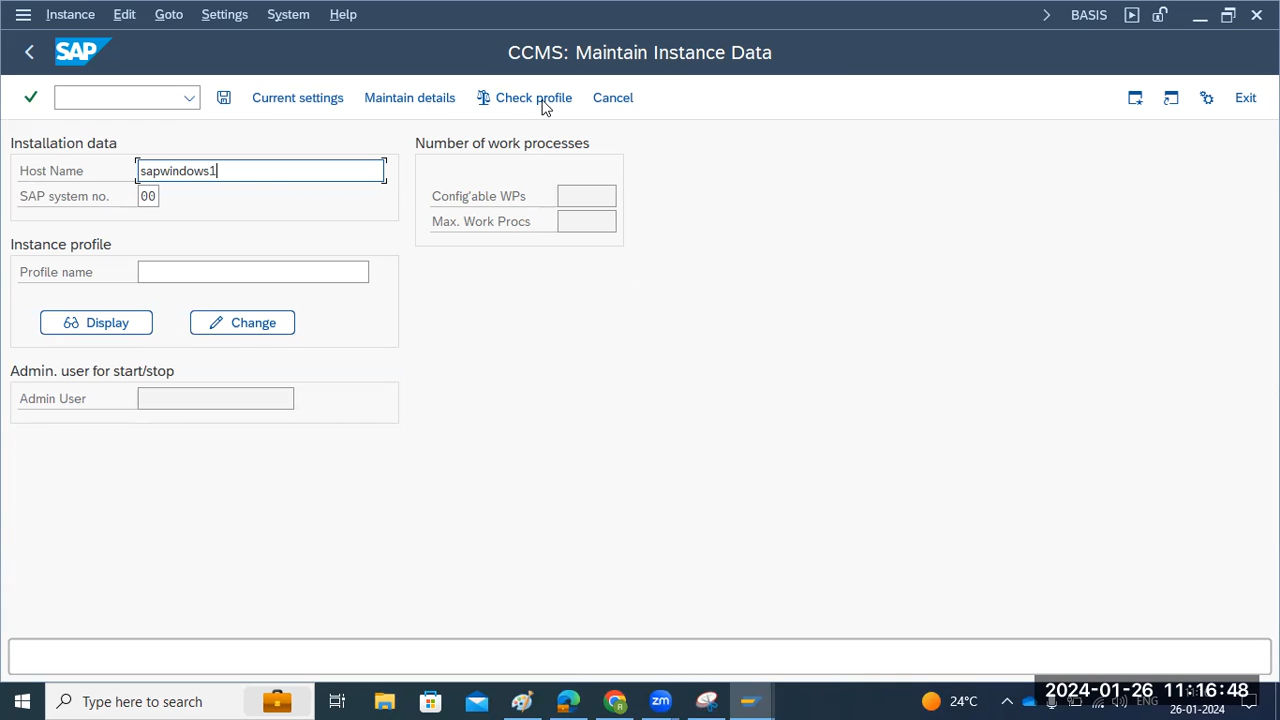 Instance Edit Goto Settings System Help BASIS
SAP CCMS: Maintain Instance Data
Current settings Maintain details Check profile Cancel Exit
Installation data
Host Name sapwindows1
SAP system no. 00
Instance profile
Profile name
Display Change
Admin. user for start/stop
Admin User
Number of work processes
Config'able WPs
Max. Work Procs
Type here to search 24°C ENG
2024-01-26 11:16:48
26-01-2024